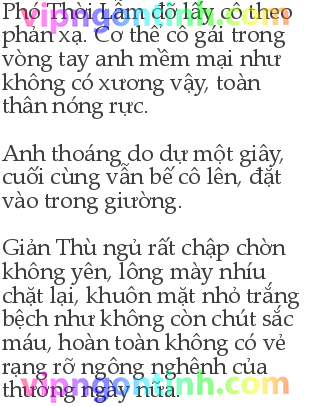 Phó Thời Lẫm đỡ lấy cô theo
phản xạ. Cơ thể cô gái trong
vòng tay anh mềm mại như
không có xương vậy, toàn
thân nóng rực.

Anh thoáng do dự một giây,
cuối cùng vẫn bế cô lên, đặt
vào trong giường.

Giản Thù ngủ rất chập chờn
không yên, lông mày nhíu
chặt lại, khuôn mặt nhỏ trắng
bệch như không còn chút sắc
máu, hoàn toàn không có vẻ
rạng rỡ ngông nghênh của
thường ngày nữa.
vipngontinh.com
vipngontinh.com